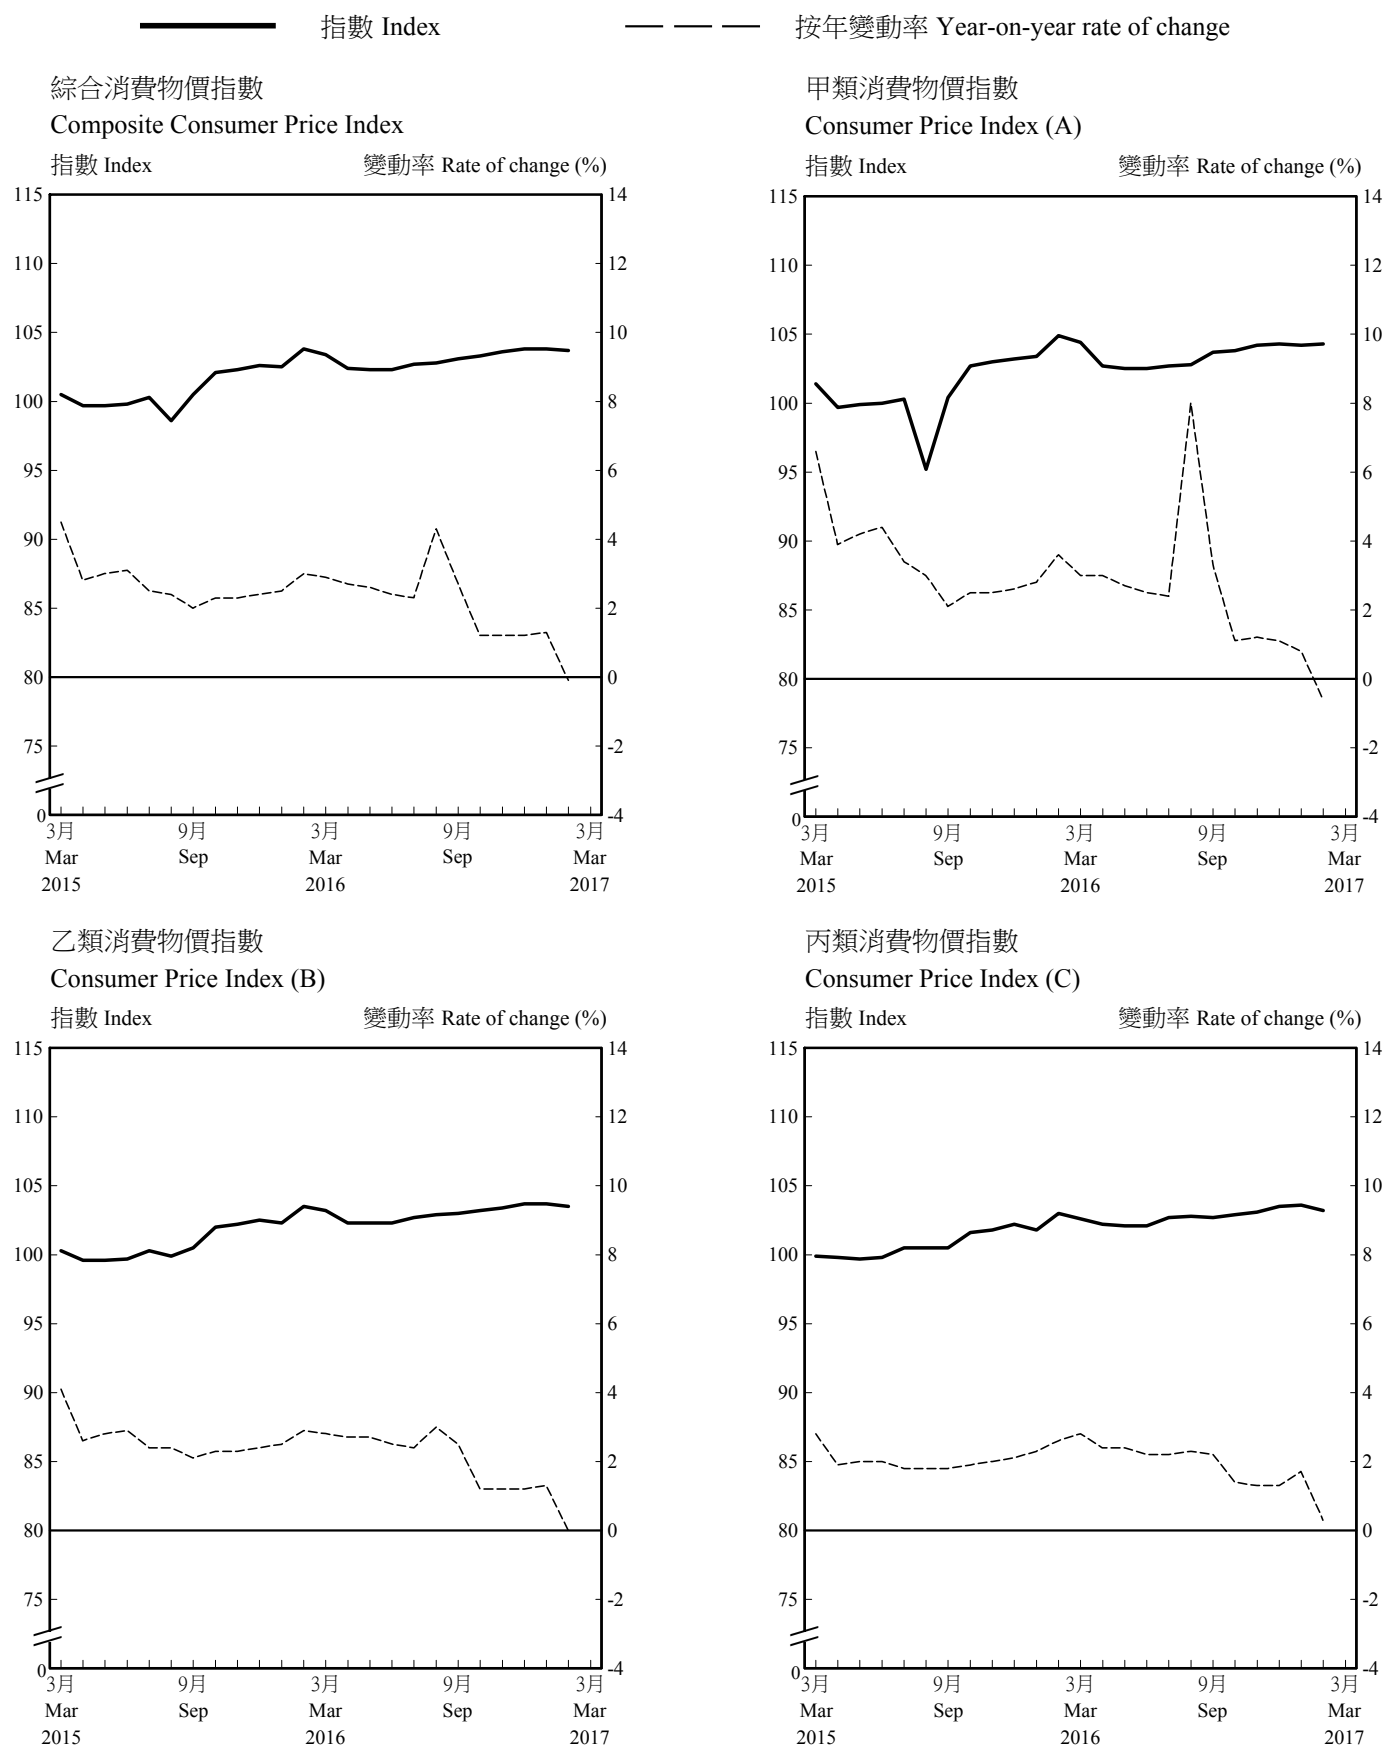 指數 Index
按年變動率 Year-on-year rate of change
綜合消費物價指數
Composite Consumer Price Index
指數 Index 變動率 Rate of change (%)
115 14
110 12
105 10
100 8
95 6
90 4
85 2
80 0
75 -2
0 -4
3月 9月 3月 9月 3月
Mar Sep Mar Sep Mar
2015 2016 2017
甲類消費物價指數
Consumer Price Index (A)
指數 Index 變動率 Rate of change (%)
115 14
110 12
105 10
100 8
95 6
90 4
85 2
80 0
75 -2
0 -4
3月 9月 3月 9月 3月
Mar Sep Mar Sep Mar
2015 2016 2017
乙類消費物價指數
Consumer Price Index (B)
指數 Index 變動率 Rate of change (%)
115 14
110 12
105 10
100 8
95 6
90 4
85 2
80 0
75 -2
0 -4
3月 9月 3月 9月 3月
Mar Sep Mar Sep Mar
2015 2016 2017
丙類消費物價指數
Consumer Price Index (C)
指數 Index 變動率 Rate of change (%)
115 14
110 12
105 10
100 8
95 6
90 4
85 2
80 0
75 -2
0 -4
3月 9月 3月 9月 3月
Mar Sep Mar Sep Mar
2015 2016 2017